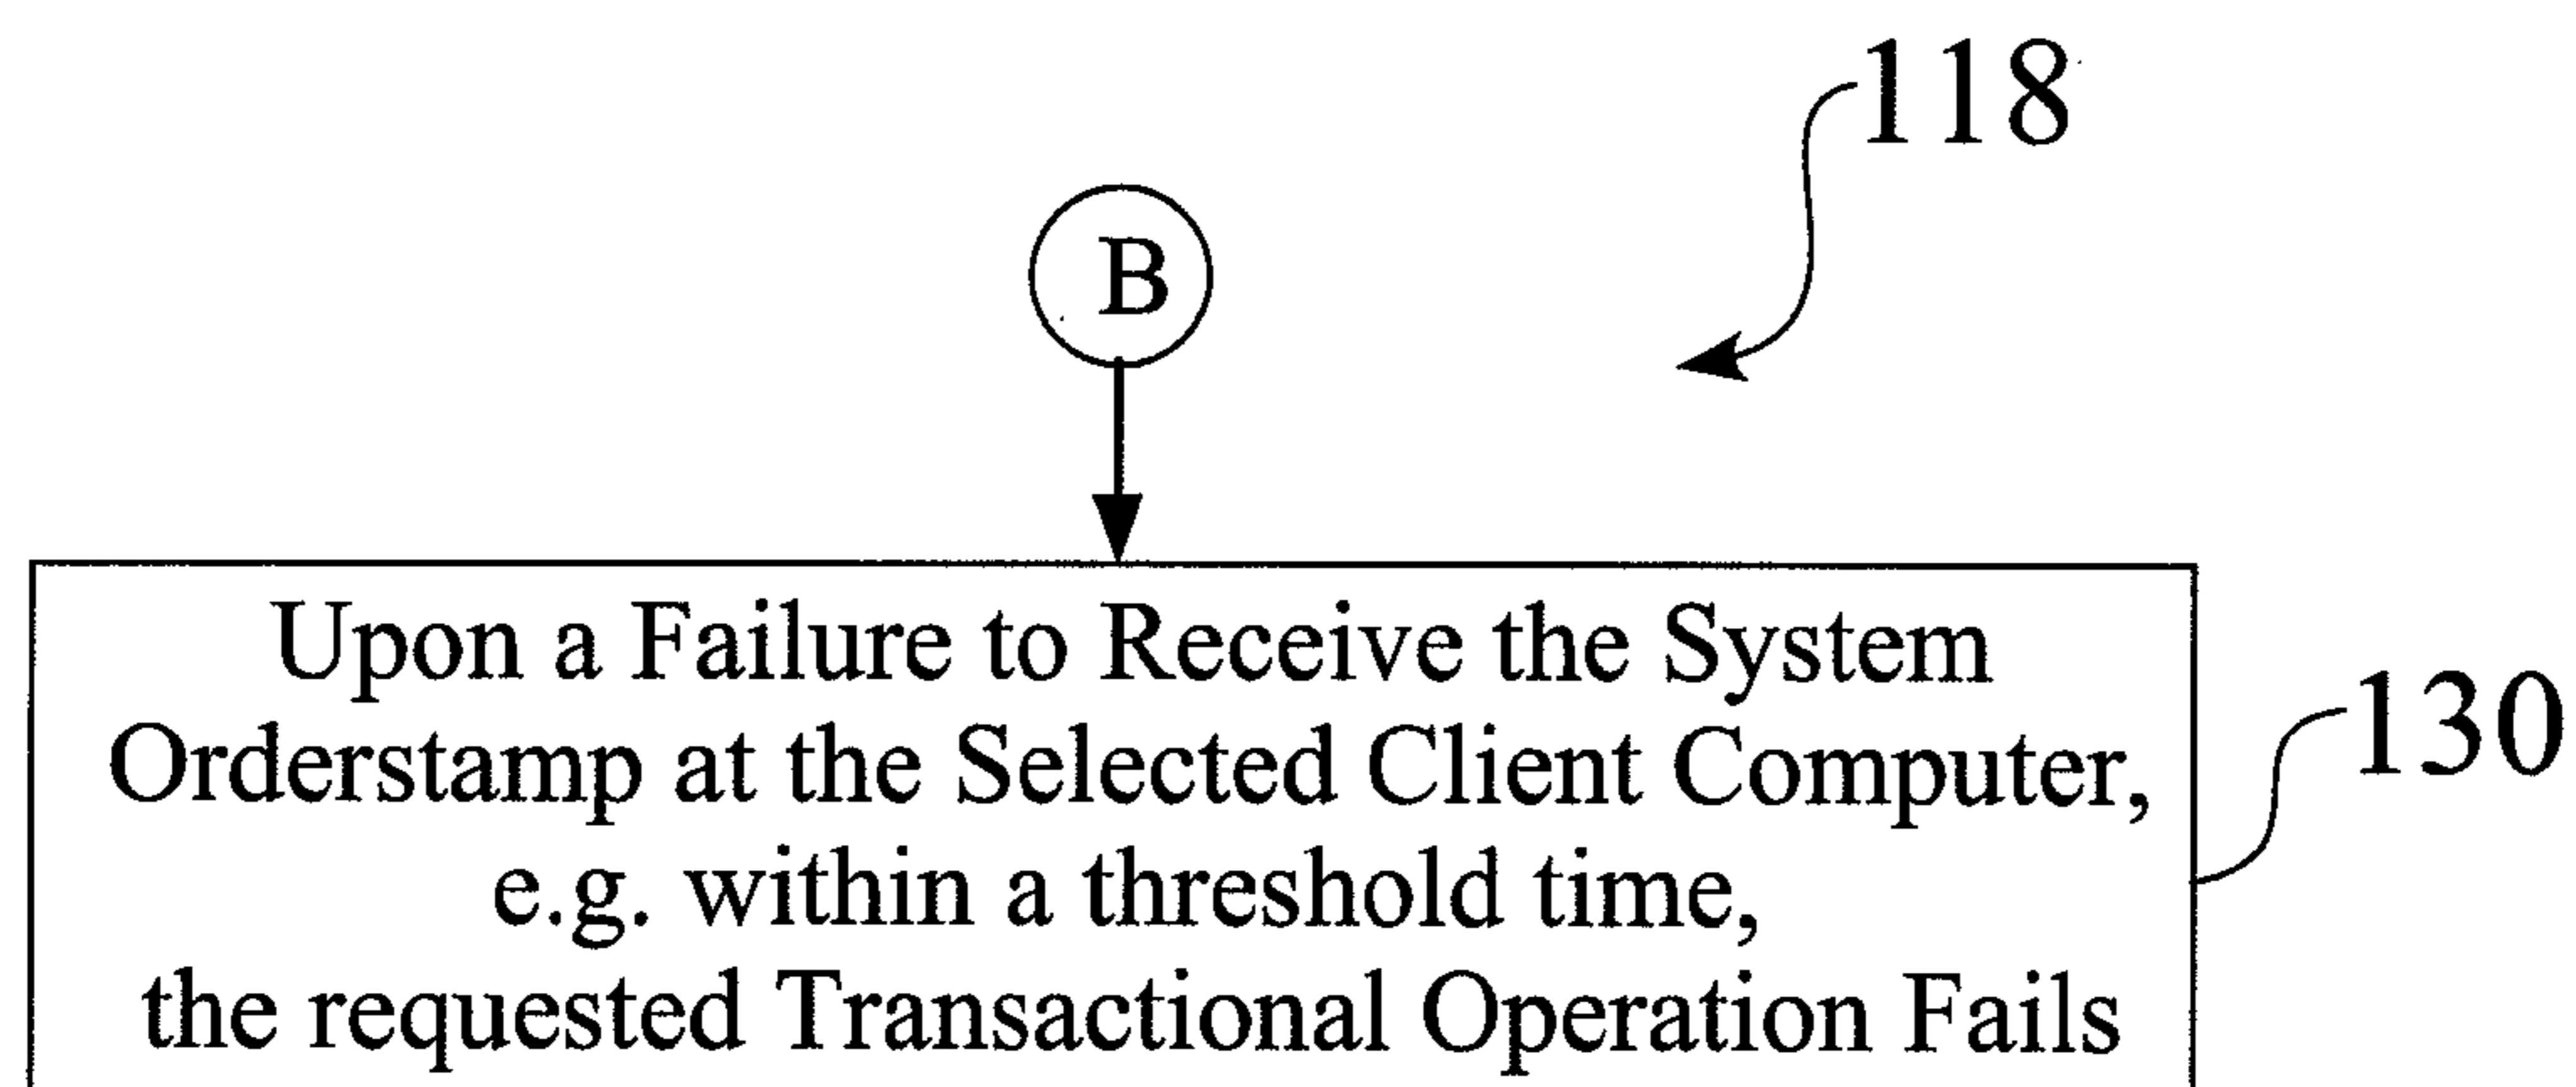 118
B
Upon a Failure to Receive the System
Orderstamp at the Selected Client Computer,
e.g. within a threshold time,
the requested Transactional Operation Fails
130